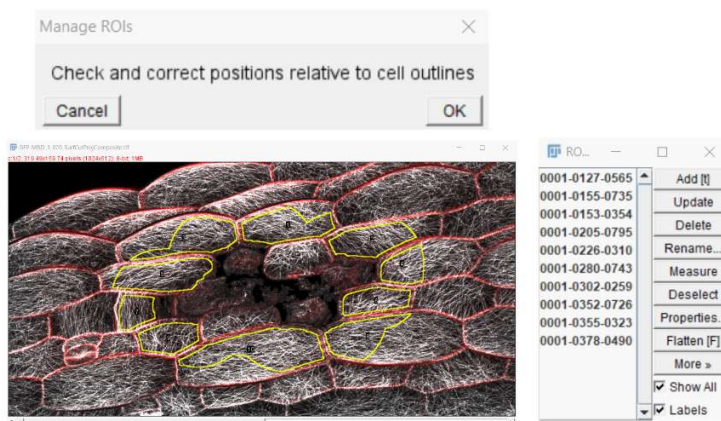 Manage ROIs
Check and correct positions relative to cell outlines
Cancel
OK
RO...
0001-0127-0565
0001-0155-0735
0001-0153-0354
0001-0205-0795
0001-0226-0310
0001-0280-0743
0001-0302-0259
0001-0352-0726
0001-0355-0323
0001-0378-0490
Add [t]
Update
Delete
Rename...
Measure
Deselect
Properties.
Flatten [F]
More »
Show All
Labels